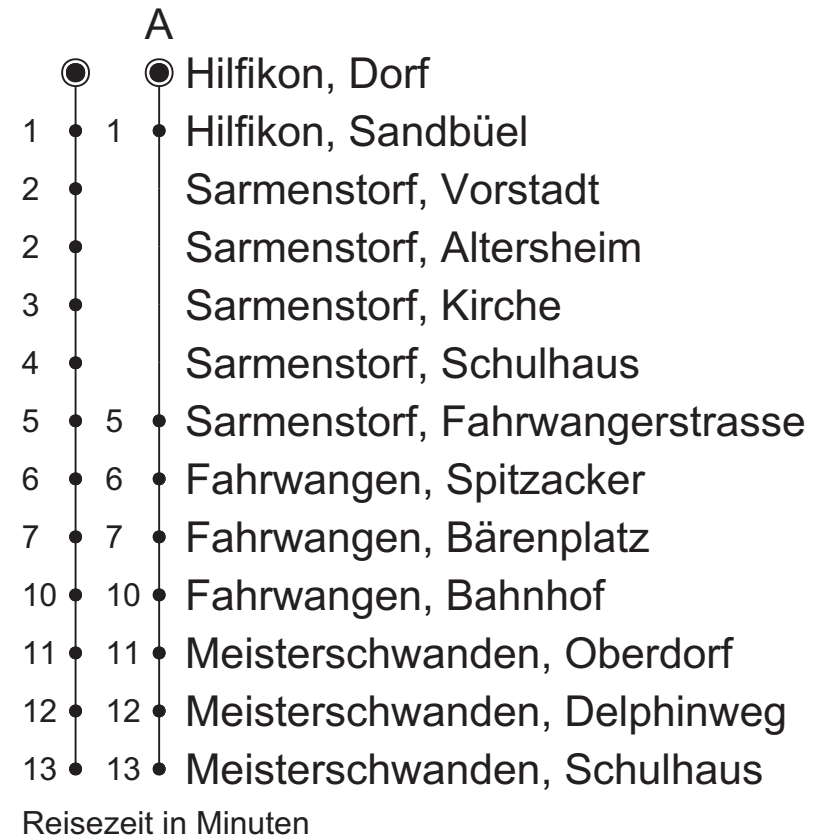 A
Hilfikon, Dorf
1 1 Hilfikon, Sandbüel
2 Sarmenstorf, Vorstadt
2 Sarmenstorf, Altersheim
3 Sarmenstorf, Kirche
4 Sarmenstorf, Schulhaus
5 5 Sarmenstorf, Fahrwangerstrasse
6 6 Fahrwangen, Spitzacker
7 7 Fahrwangen, Bärenplatz
10 10 Fahrwangen, Bahnhof
11 11 Meisterschwanden, Oberdorf
12 12 Meisterschwanden, Delphinweg
13 13 Meisterschwanden, Schulhaus
Reisezeit in Minuten